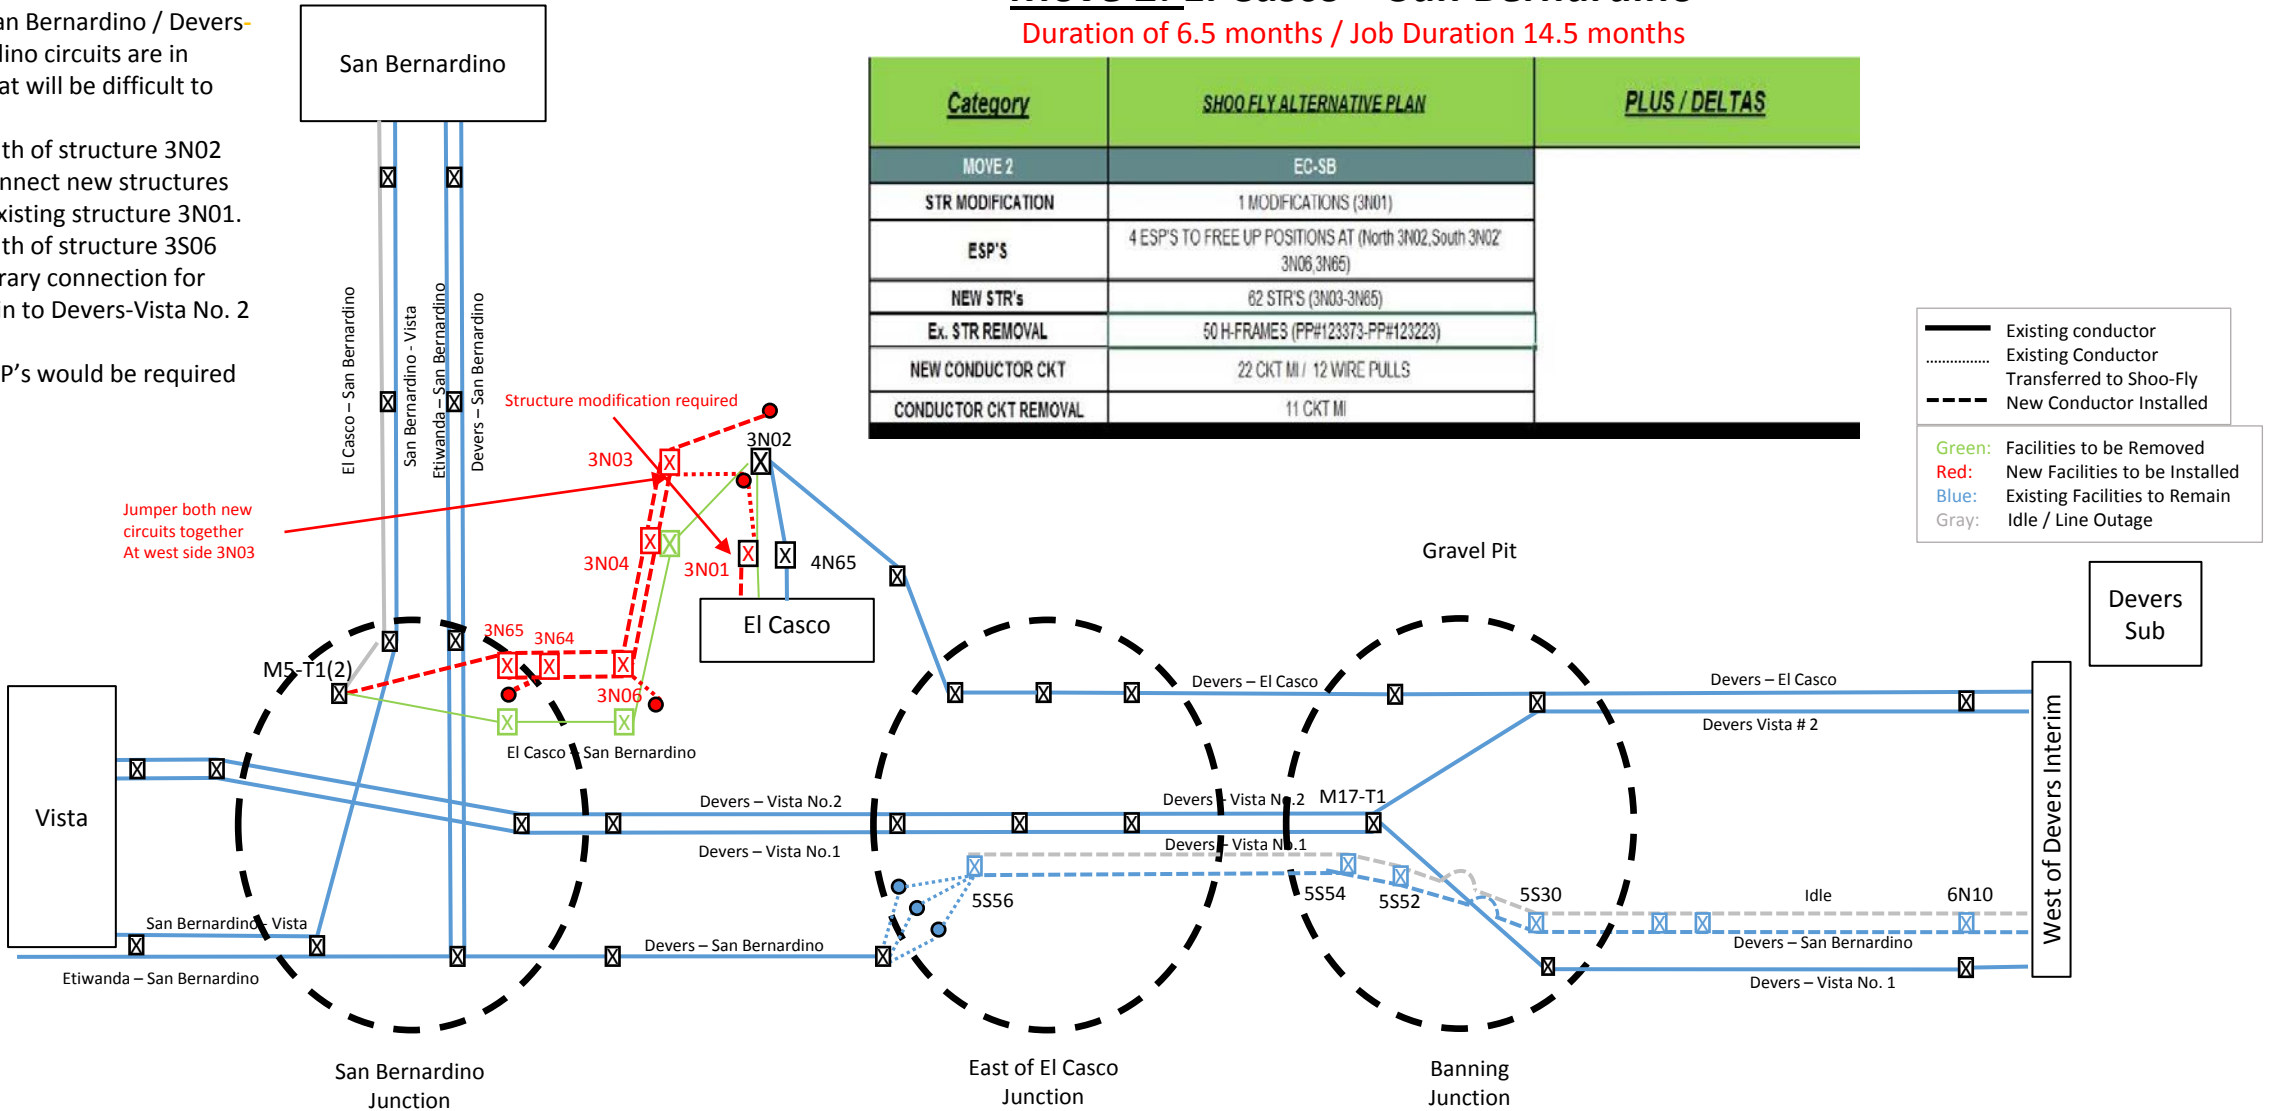 an Bernardino / Devers-
dino circuits are in
at will be difficult to
th of structure 3N02
nnect new structures
xisting structure 3N01.
th of structure 3S06
rary connection for
in to Devers-Vista No. 2
P's would be required
Duration of 6.5 months / Job Duration 14.5 months
Category
SHOO FLY ALTERNATIVE PLAN
PLUS / DELTAS
MOVE 2
EC-SB
STR MODIFICATION
1 MODIFICATIONS (3N01)
ESP'S
4 ESP'S TO FREE UP POSITIONS AT (North 3N02,South 3N02'
3N06,3N65)
NEW STR's
62 STR'S (3N03-3N65)
Ex. STR REMOVAL
50 H-FRAMES (PP#123373-PP#123223)
NEW CONDUCTOR CKT
22 CKT MI / 12 WIRE PULLS
CONDUCTOR CKT REMOVAL
11 CKT MI
Existing conductor
Existing Conductor
Transferred to Shoo-Fly
New Conductor Installed
Green: Facilities to be Removed
Red: New Facilities to be Installed
Blue: Existing Facilities to Remain
Gray: Idle / Line Outage
San Bernardino
El Casco – San Bernardino
San Bernardino - Vista
Etiwanda – San Bernardino
Devers – San Bernardino
Structure modification required
Jumper both new
circuits together
At west side 3N03
3N02
3N03
3N04
3N01
4N65
El Casco
3N65
3N64
3N06
M5-T1(2)
El Casco – San Bernardino
Gravel Pit
Devers
Sub
Devers – El Casco
Devers – El Casco
Devers Vista # 2
West of Devers Interim
Vista
Devers – Vista No.2
Devers – Vista No.2
M17-T1
Devers – Vista No.1
Devers – Vista No.1
5S56
5S54
5S52
5S30
Idle
6N10
Devers – San Bernardino
San Bernardino - Vista
Devers – San Bernardino
Etiwanda – San Bernardino
Devers – Vista No. 1
San Bernardino
Junction
East of El Casco
Junction
Banning
Junction